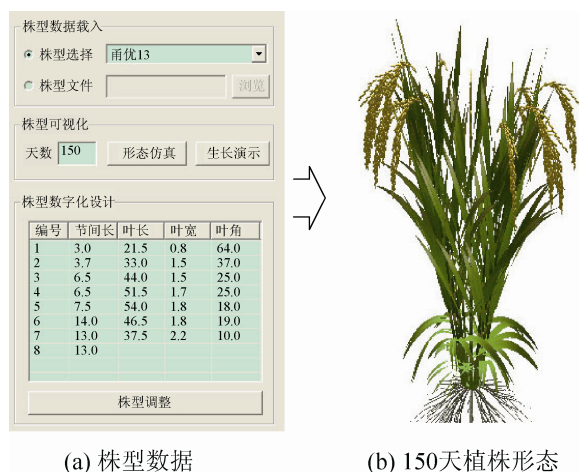 株型数据载入
株型选择 甬优13
株型文件 浏览
株型可视化
天数 150 形态仿真 生长演示
株型数字化设计
编号 节间长 叶长 叶宽 叶角
1 3.0 21.5 0.8 64.0
2 3.7 33.0 1.5 37.0
3 6.5 44.0 1.5 25.0
4 6.5 51.5 1.7 25.0
5 7.5 54.0 1.8 18.0
6 14.0 46.5 1.8 19.0
7 13.0 37.5 2.2 10.0
8 13.0
株型调整
(a) 株型数据 (b) 150天植株形态